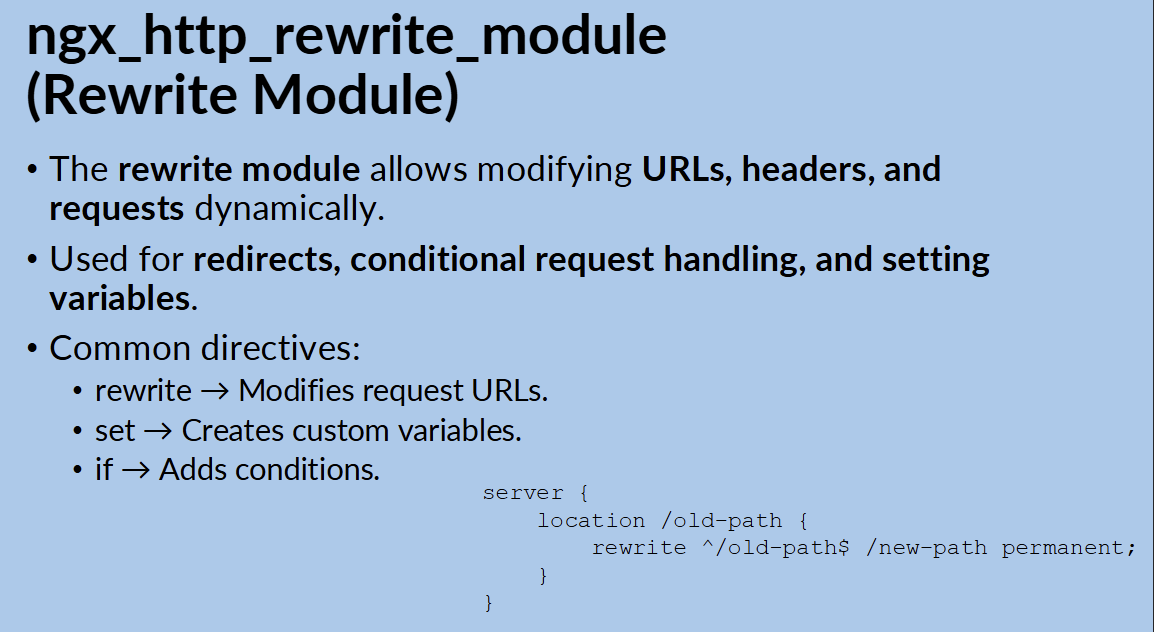 ngx_http_rewrite_module
(Rewrite Module)
• The rewrite module allows modifying URLs, headers, and
requests dynamically.
• Used for redirects, conditional request handling, and setting
variables.
• Common directives:
• rewrite → Modifies request URLs.
• set → Creates custom variables.
• if → Adds conditions.
server {
    location /old-path {
        rewrite ^/old-path$ /new-path permanent;
    }
}